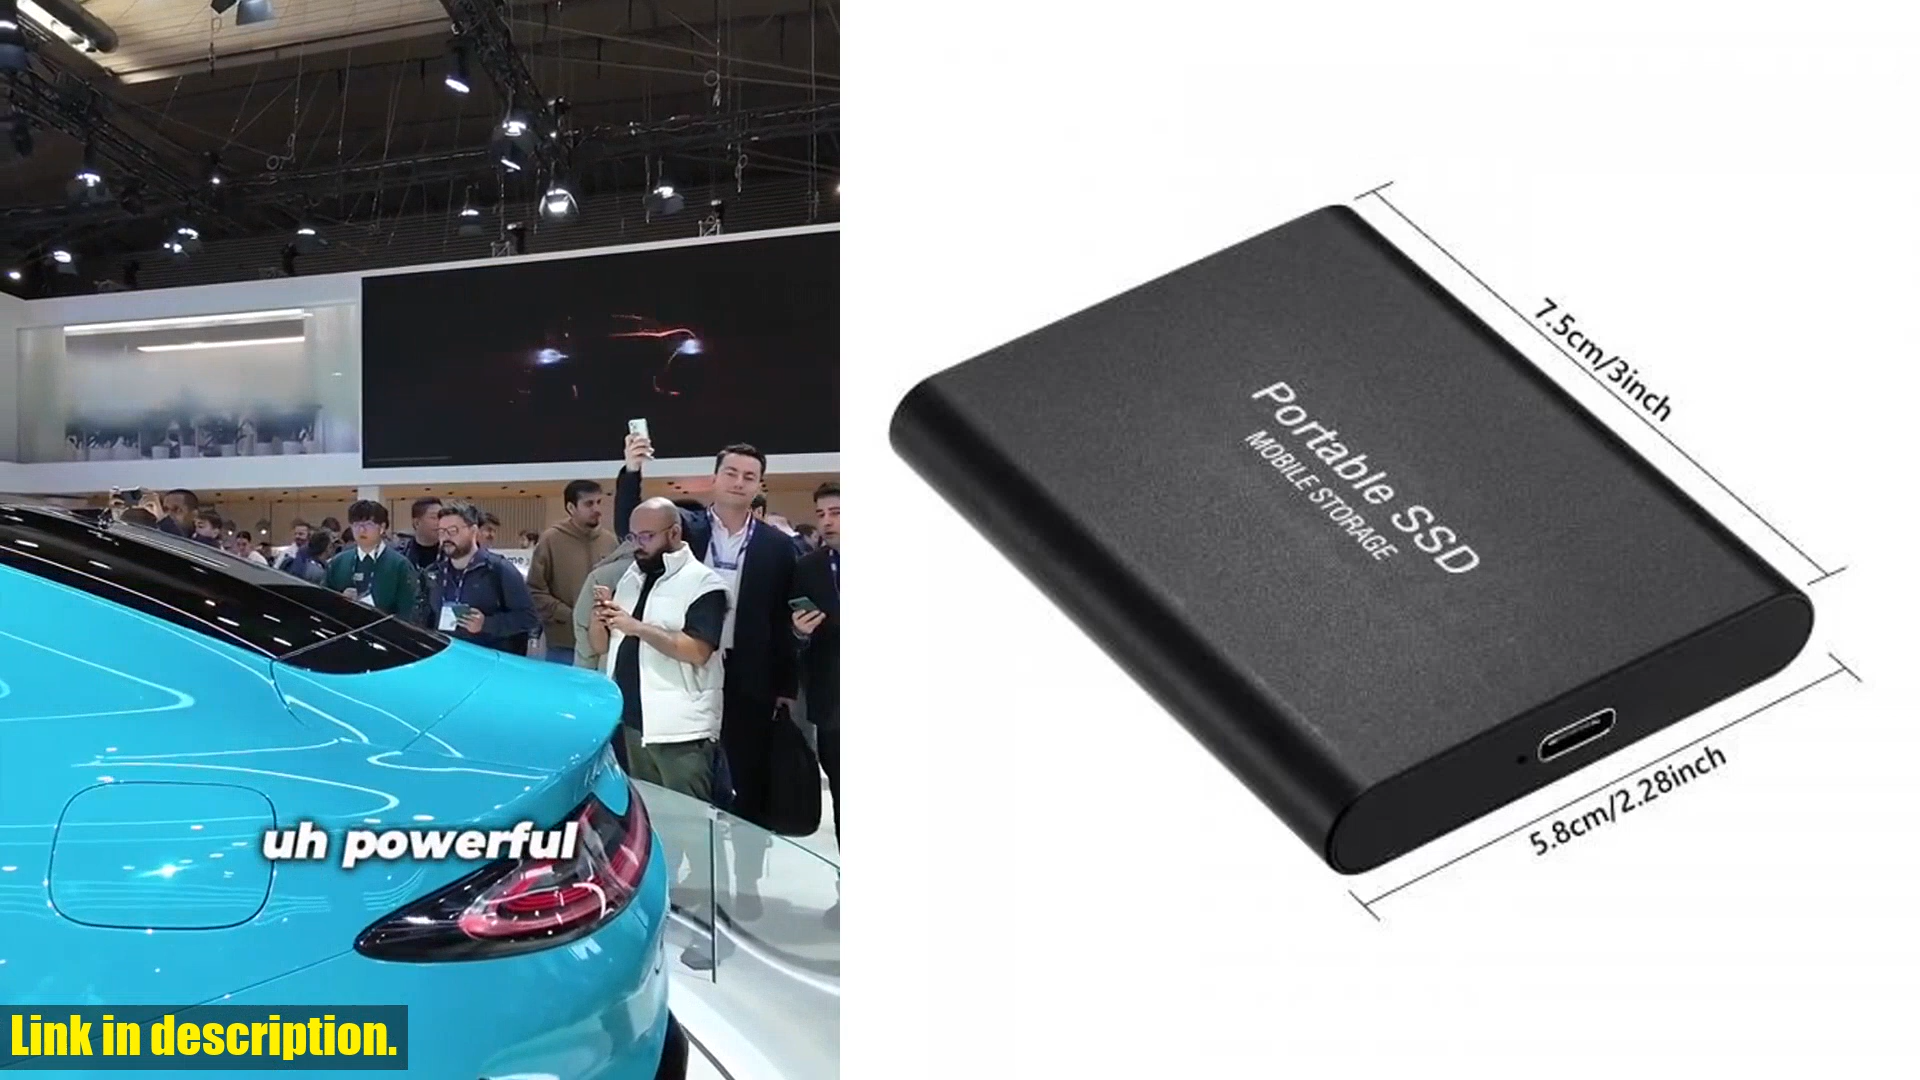 uh powerful
Link in description.
Portable SSD
MOBILE STORAGE
7.5cm/3inch
5.8cm/2.28inch